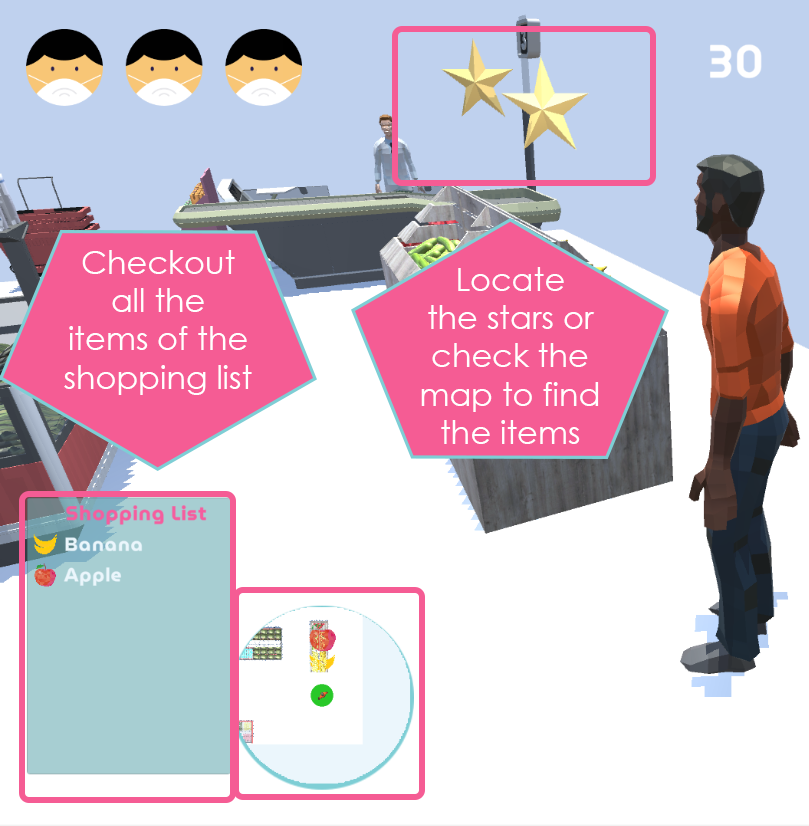 30
Checkout
all the
items of the
shopping list
Locate
the stars or
check the
map to find
the items
Shopping List
Banana
Apple